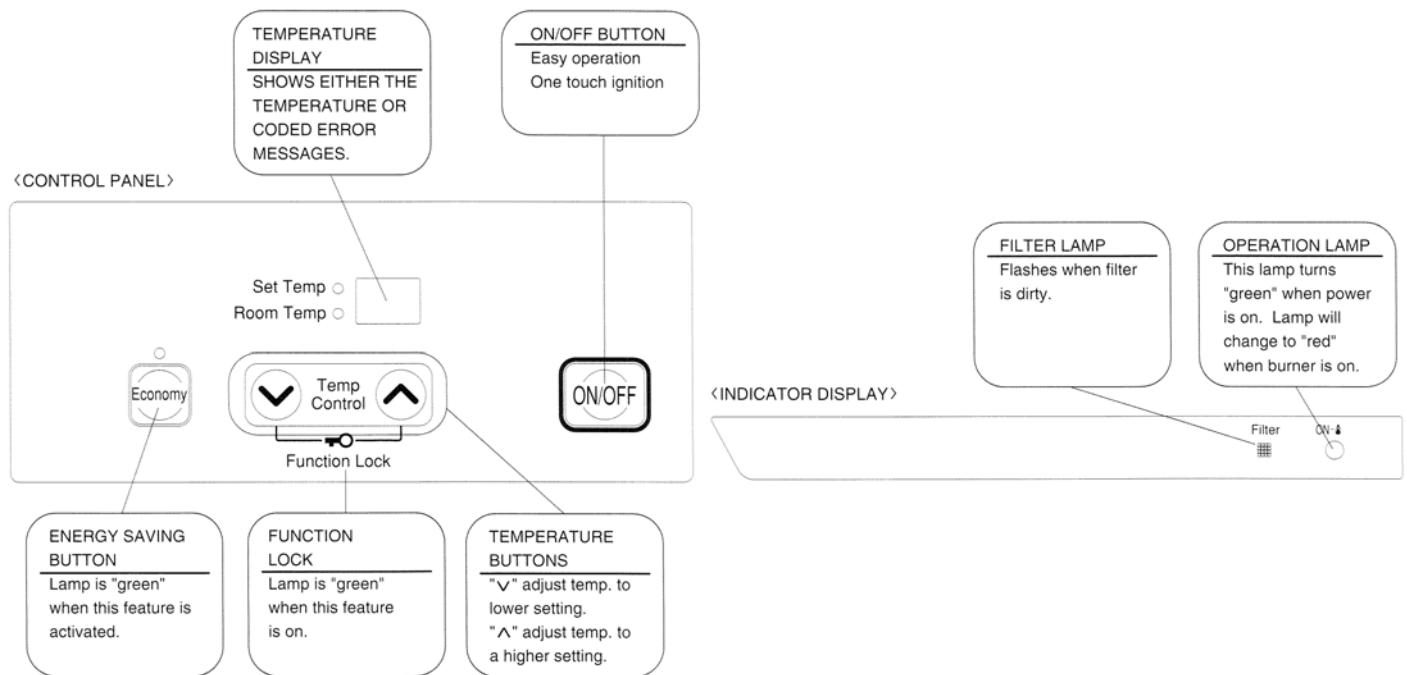 TEMPERATURE
DISPLAY
SHOWS EITHER THE
TEMPERATURE OR
CODED ERROR
MESSAGES.
ON/OFF BUTTON
Easy operation
One touch ignition
〈CONTROL PANEL〉
Set Temp
Room Temp
Economy
Temp
Control
ON/OFF
Function Lock
ENERGY SAVING
BUTTON
Lamp is "green"
when this feature is
activated.
FUNCTION
LOCK
Lamp is "green"
when this feature
is on.
TEMPERATURE
BUTTONS
"∨" adjust temp. to
lower setting.
"∧" adjust temp. to
a higher setting.
FILTER LAMP
Flashes when filter
is dirty.
OPERATION LAMP
This lamp turns
"green" when power
is on. Lamp will
change to "red"
when burner is on.
〈INDICATOR DISPLAY〉
Filter
ON-